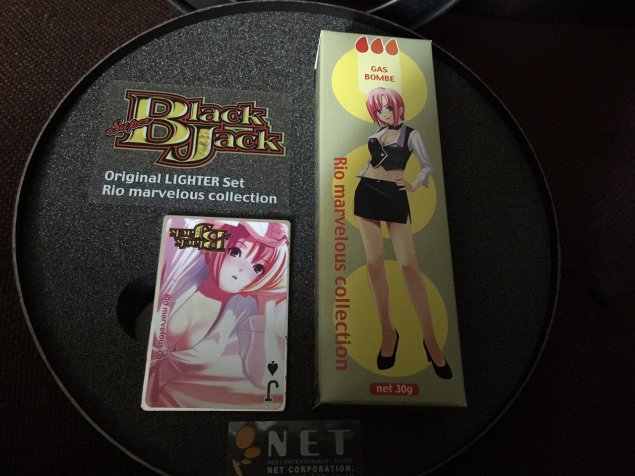 Super
Black
Jack
Original LIGHTER Set
Rio marvelous collection
GAS
BOMBE
Rio marvelous collection
net 30g
Black
Jack
Rio marvelous
J
NET
NET CORPORATION.